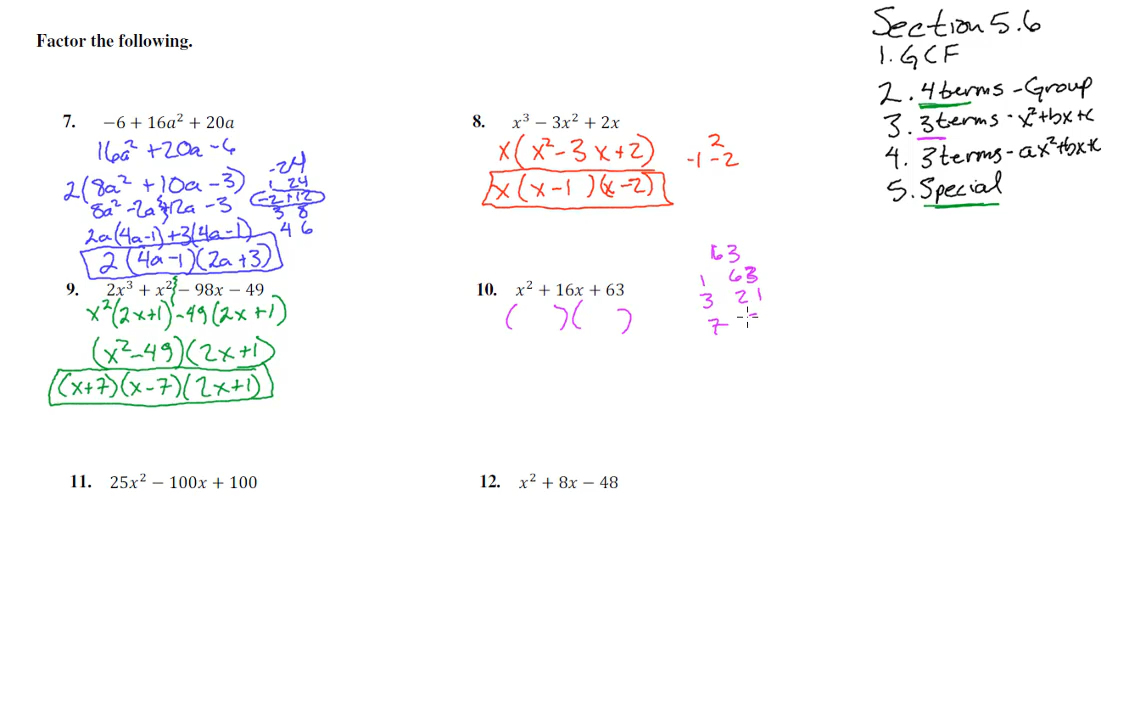 Factor the following.
Section 5.6
1. GCF
2. 4 terms - Group
3. 3 terms - x²+bx+c
4. 3 terms - ax²+bx+c
5. Special
7. −6 + 16a² + 20a
16a² + 20a - 6
2(8a² + 10a - 3)
8a² - 2a + 12a - 3
2a(4a-1) + 3(4a-1)
2(4a-1)(2a+3)
-24
1 24
-2 +12
3 8
4 6
8. x³ − 3x² + 2x
x(x² - 3x + 2)
x(x-1)(x-2)
2
-1 -2
9. 2x³ + x² − 98x − 49
x²(2x+1) - 49(2x+1)
(x²-49)(2x+1)
(x+7)(x-7)(2x+1)
10. x² + 16x + 63
( )( )
63
1 63
3 21
7
11. 25x² − 100x + 100
12. x² + 8x − 48